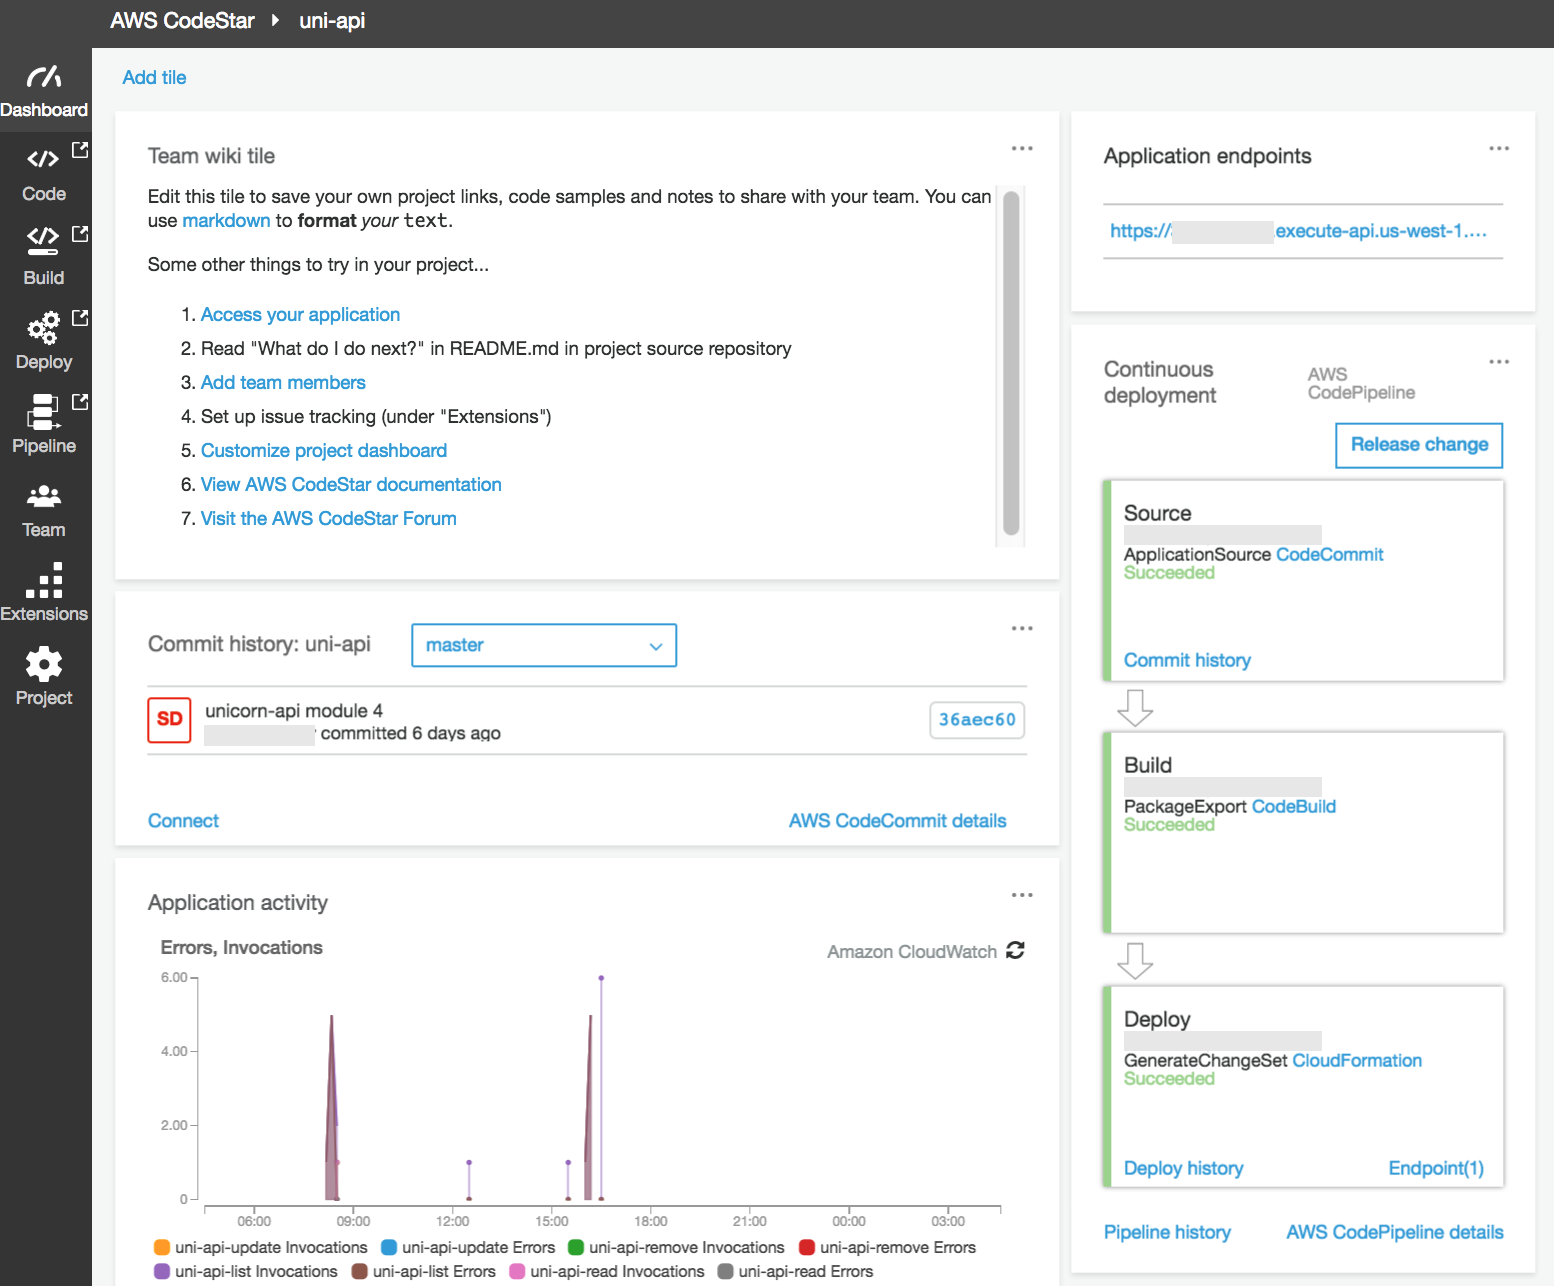 AWS CodeStar uni-api
Dashboard
Code
Build
Deploy
Pipeline
Team
Extensions
Project
Add tile
Team wiki tile
Edit this tile to save your own project links, code samples and notes to share with your team. You can
use markdown to format your text.
Some other things to try in your project...
1. Access your application
2. Read "What do I do next?" in README.md in project source repository
3. Add team members
4. Set up issue tracking (under "Extensions")
5. Customize project dashboard
6. View AWS CodeStar documentation
7. Visit the AWS CodeStar Forum
Commit history: uni-api
master
SD
unicorn-api module 4
committed 6 days ago
36aec60
Connect
AWS CodeCommit details
Application activity
Errors, Invocations
Amazon CloudWatch
6.00
4.00
2.00
0
06:00 09:00 12:00 15:00 18:00 21:00 00:00 03:00
uni-api-update Invocations uni-api-update Errors uni-api-remove Invocations uni-api-remove Errors
uni-api-list Invocations uni-api-list Errors uni-api-read Invocations uni-api-read Errors
Application endpoints
https:// .execute-api.us-west-1....
Continuous
deployment
AWS
CodePipeline
Release change
Source
ApplicationSource CodeCommit
Succeeded
Commit history
Build
PackageExport CodeBuild
Succeeded
Deploy
GenerateChangeSet CloudFormation
Succeeded
Deploy history
Endpoint(1)
Pipeline history
AWS CodePipeline details